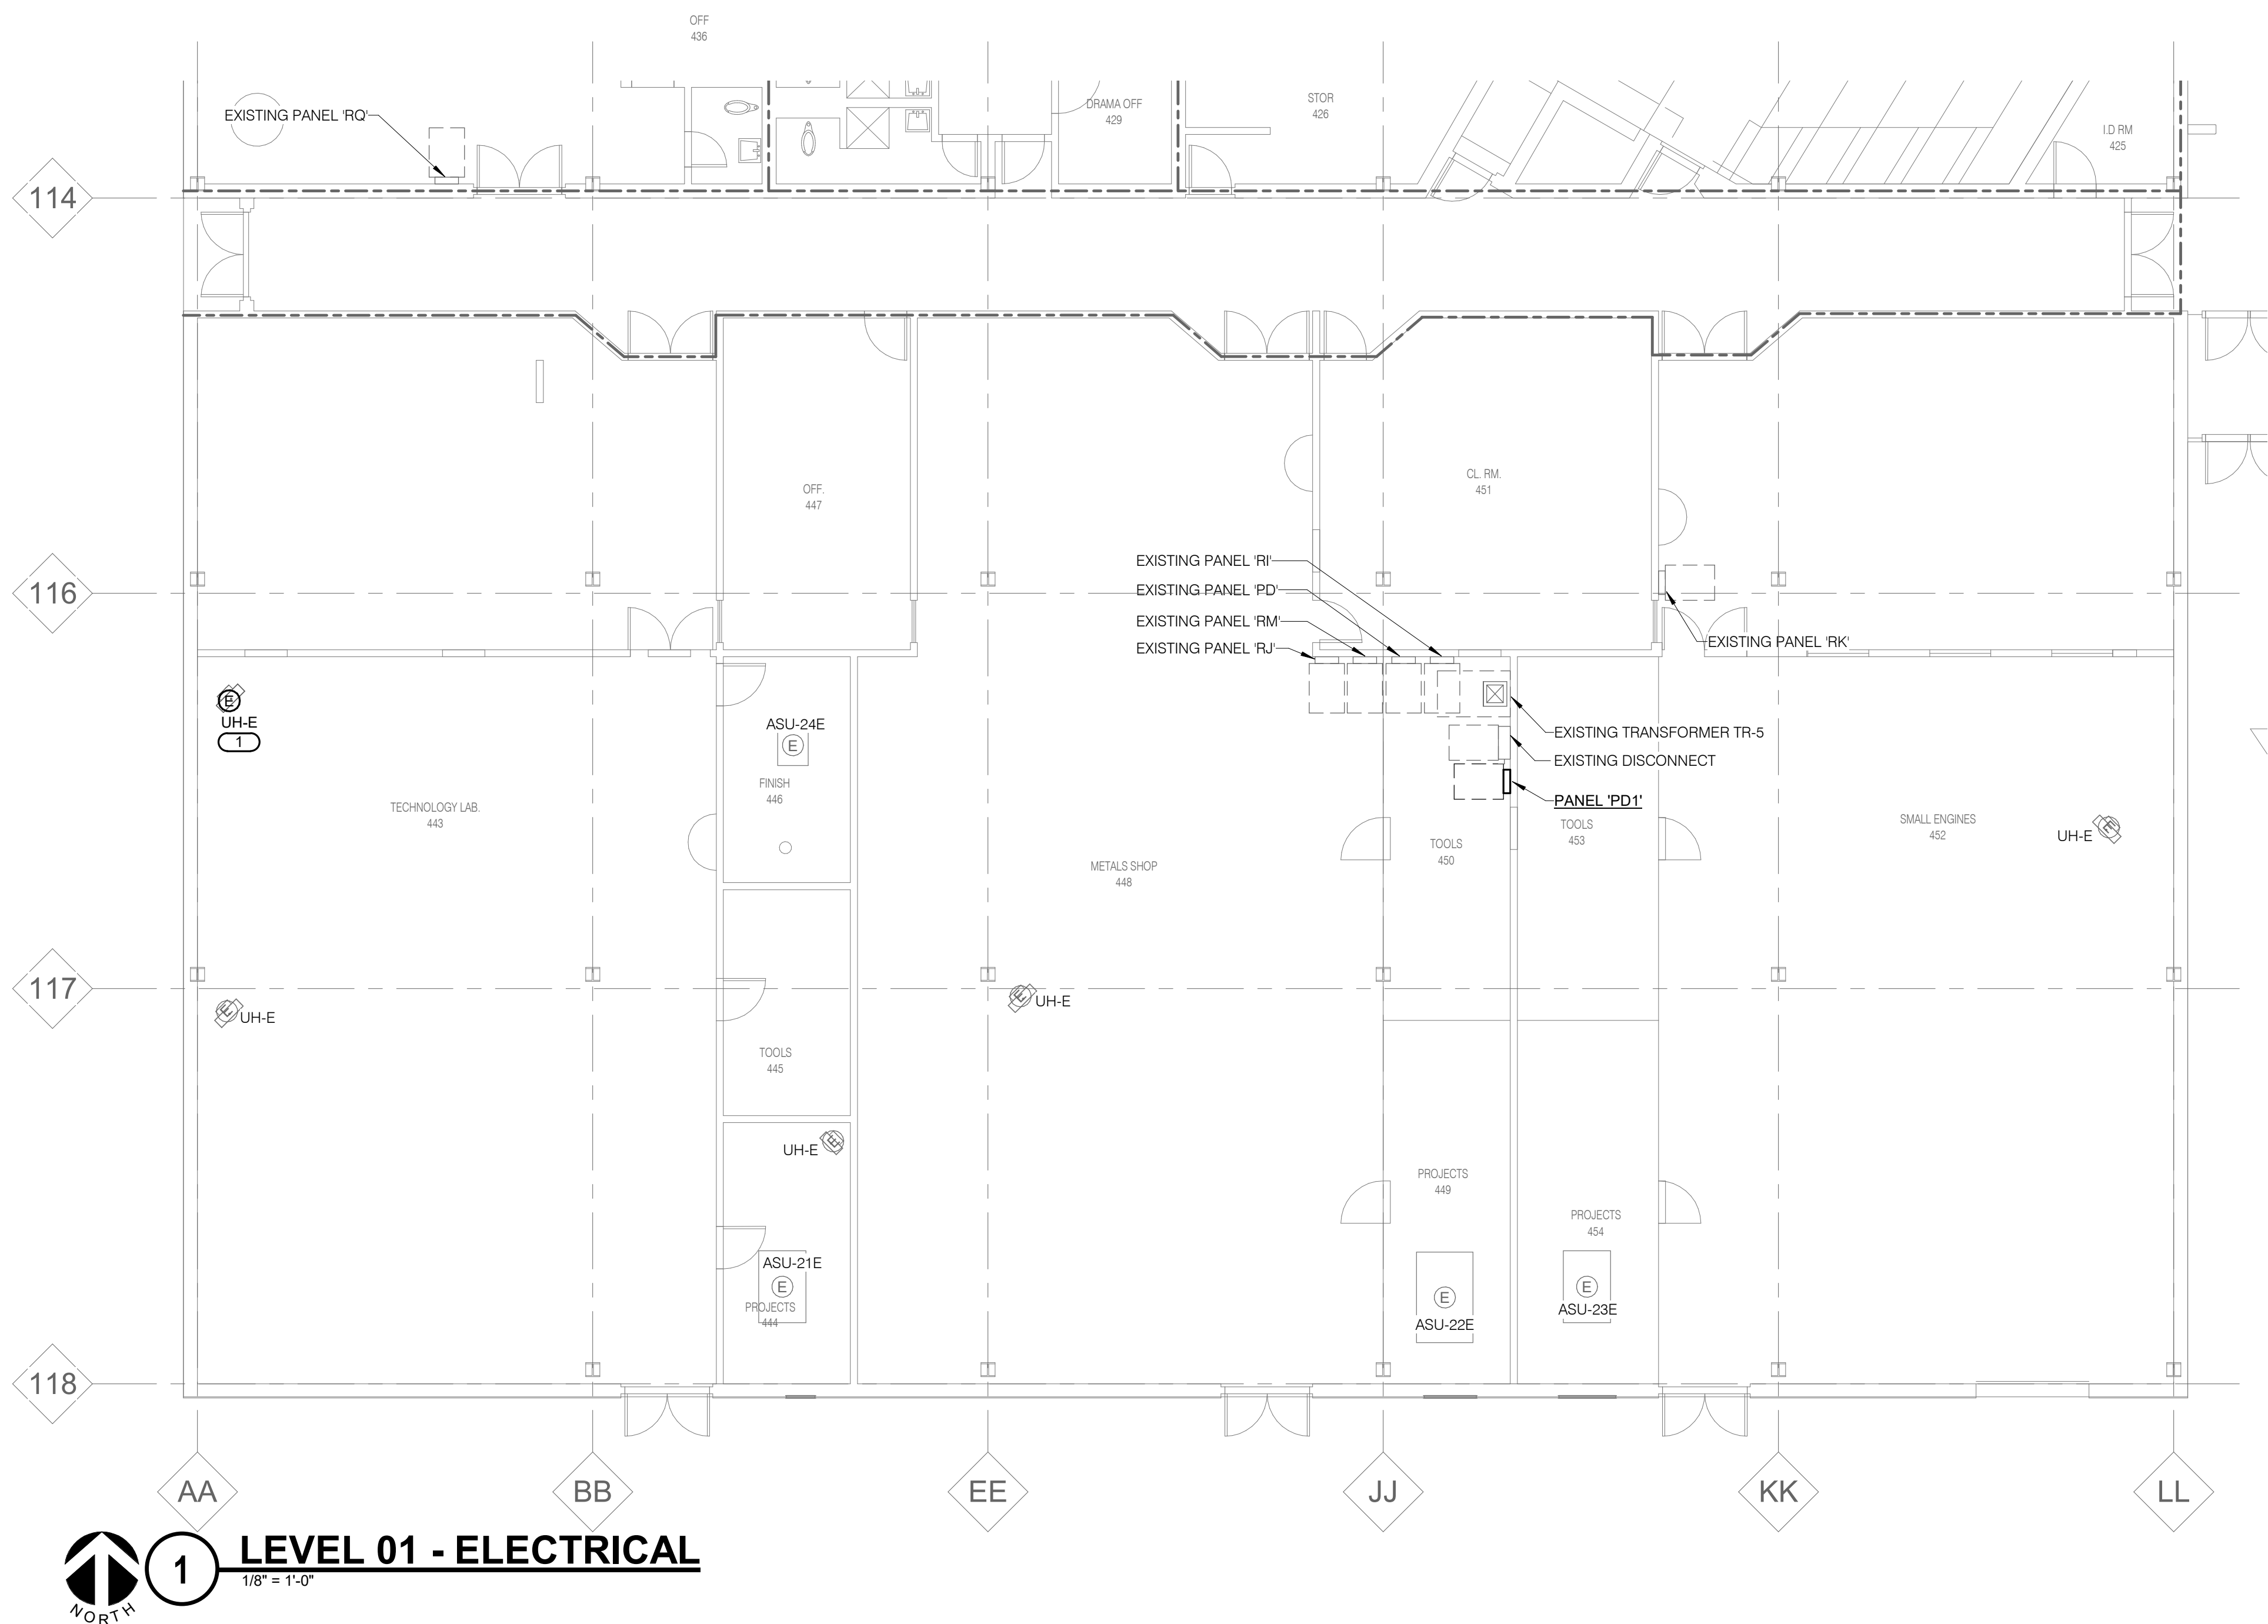 OFF
436
EXISTING PANEL 'RQ'
DRAMA OFF
429
STOR
426
I.D RM
425
114
OFF.
447
CL. RM.
451
EXISTING PANEL 'RI'
EXISTING PANEL 'PD'
EXISTING PANEL 'RM'
EXISTING PANEL 'RJ'
116
EXISTING PANEL 'RK'
E
UH-E
1
ASU-24E
E
FINISH
446
EXISTING TRANSFORMER TR-5
EXISTING DISCONNECT
PANEL 'PD1'
TECHNOLOGY LAB.
443
TOOLS
450
TOOLS
453
SMALL ENGINES
452
UH-E
E
METALS SHOP
448
117
E
UH-E
E
UH-E
TOOLS
445
UH-E
E
PROJECTS
449
PROJECTS
454
ASU-21E
E
PROJECTS
444
E
ASU-22E
E
ASU-23E
118
AA
BB
EE
JJ
KK
LL
NORTH
1
LEVEL 01 - ELECTRICAL
1/8" = 1'-0"